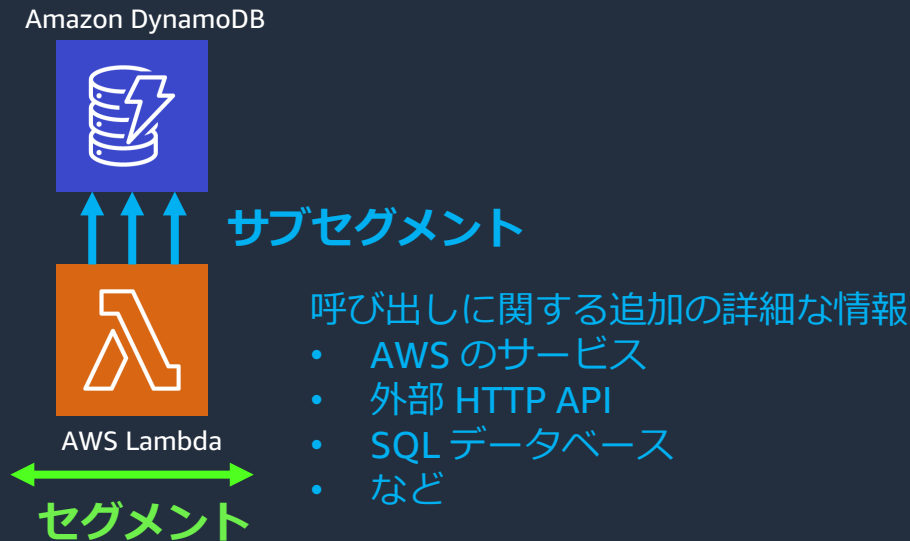 Amazon DynamoDB
サブセグメント
呼び出しに関する追加の詳細な情報
• AWS のサービス
• 外部 HTTP API
• SQL データベース
• など
AWS Lambda
セグメント